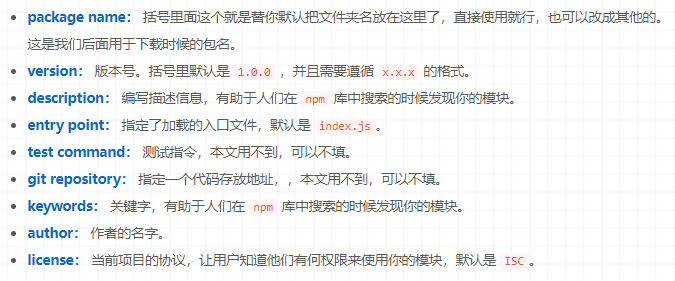 package name： 括号里面这个就是替你默认把文件夹名放在这里了，直接使用就行，也可以改成其他的。
这是我们后面用于下载时候的包名。
version： 版本号。括号里默认是 1.0.0 ，并且需要遵循 x.x.x 的格式。
description： 编写描述信息，有助于人们在 npm 库中搜索的时候发现你的模块。
entry point： 指定了加载的入口文件，默认是 index.js 。
test command： 测试指令，本文用不到，可以不填。
git repository： 指定一个代码存放地址，，本文用不到，可以不填。
keywords： 关键字，有助于人们在 npm 库中搜索的时候发现你的模块。
author： 作者的名字。
license： 当前项目的协议，让用户知道他们有何权限来使用你的模块，默认是 ISC 。